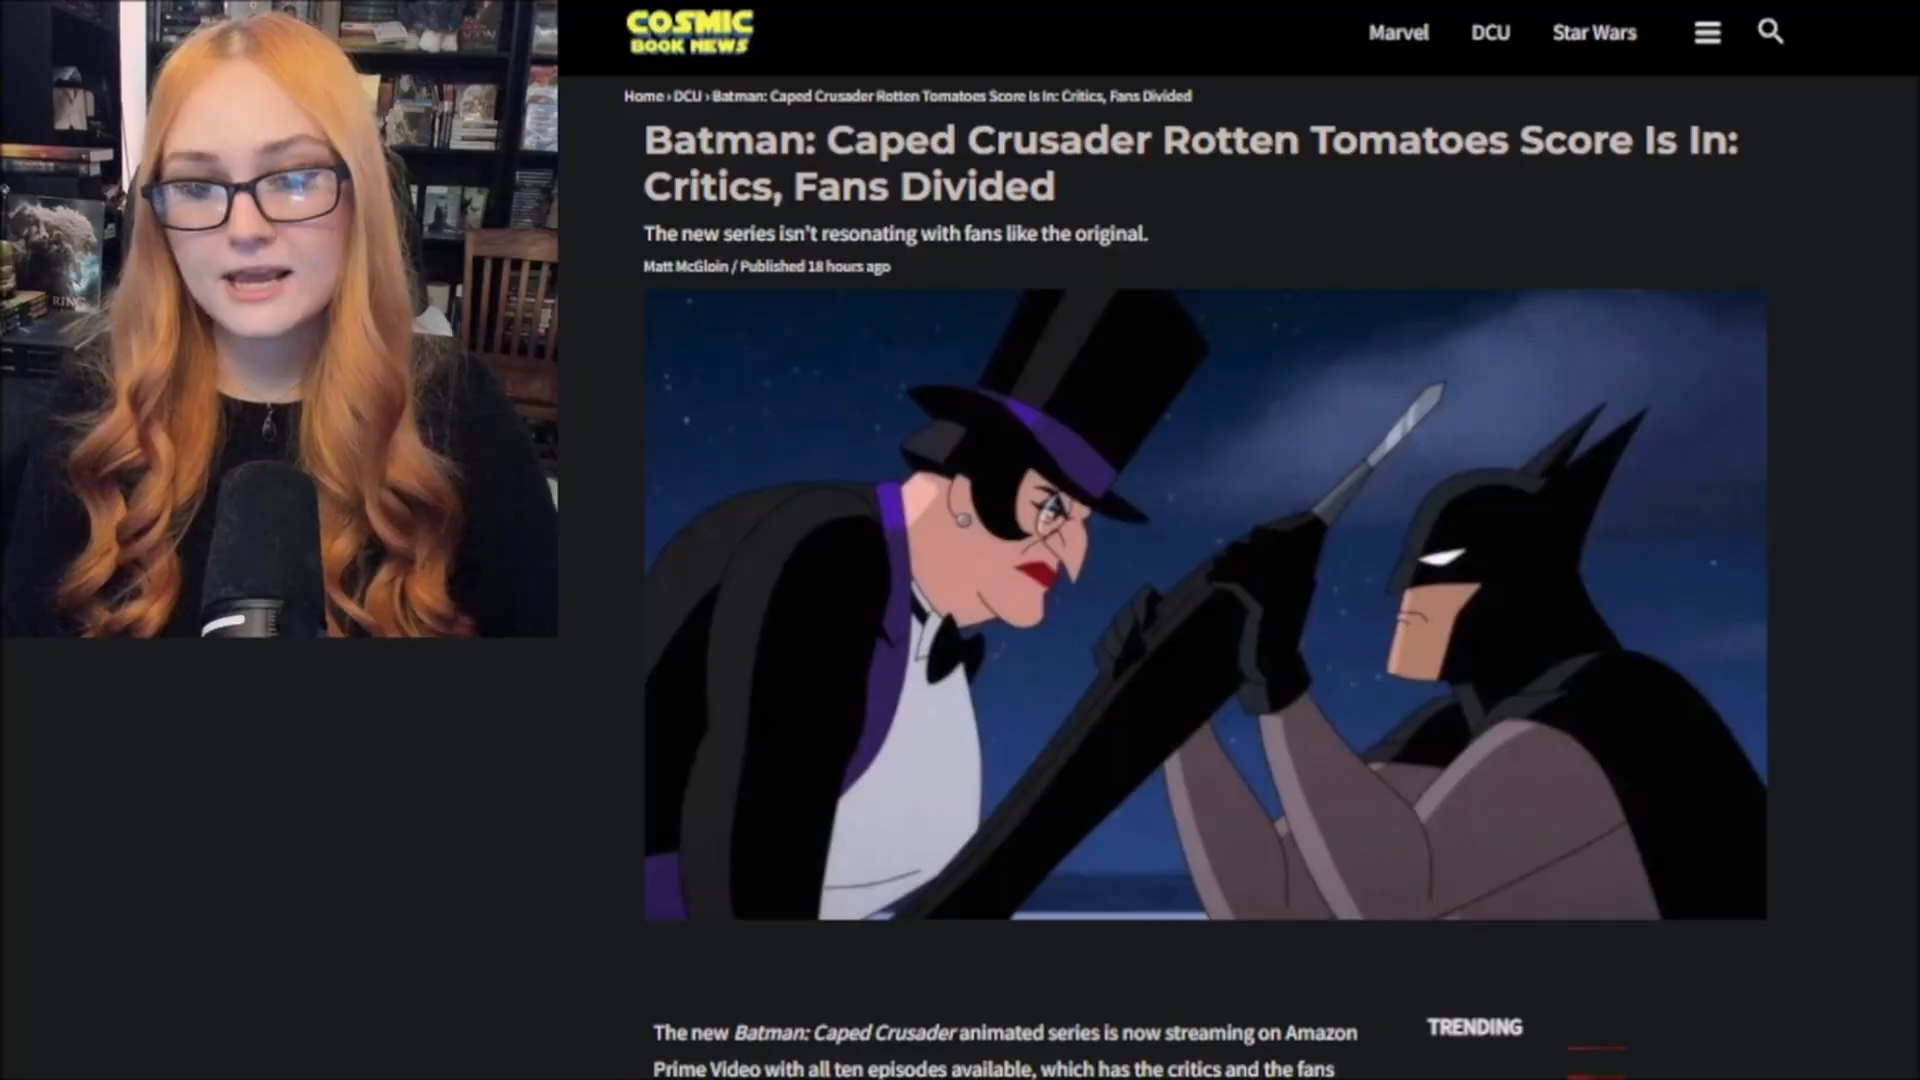 COSMIC
BOOK NEWS
Marvel
DCU
Star Wars
Home › DCU › Batman: Caped Crusader Rotten Tomatoes Score Is In: Critics, Fans Divided
Batman: Caped Crusader Rotten Tomatoes Score Is In:
Critics, Fans Divided
The new series isn't resonating with fans like the original.
Matt McGloin / Published 18 hours ago
RING
The new Batman: Caped Crusader animated series is now streaming on Amazon
Prime Video with all ten episodes available, which has the critics and the fans
TRENDING